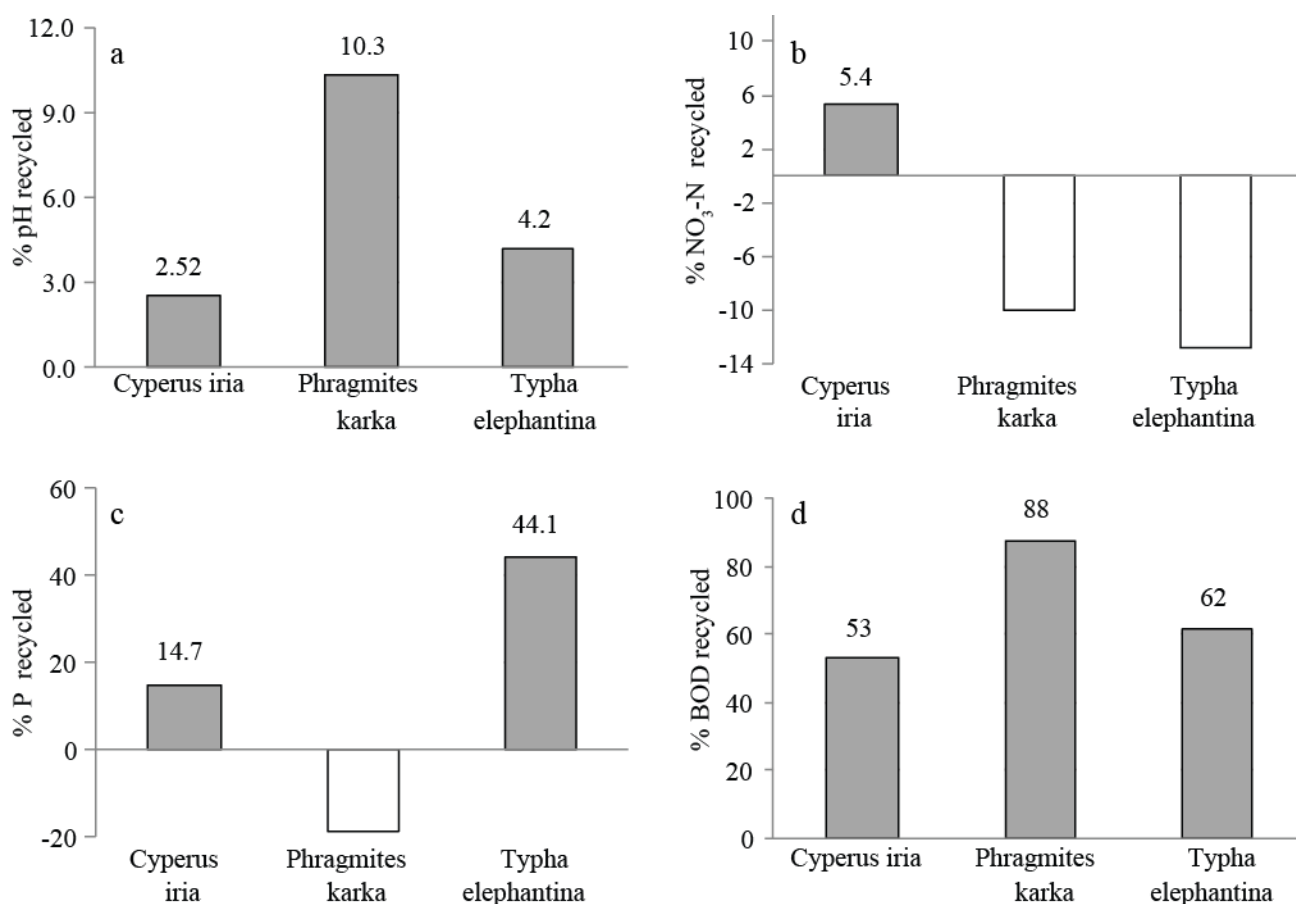 a
% pH recycled
12.0
9.0
6.0
3.0
0.0
2.52
10.3
4.2
Cyperus iria
Phragmites
karka
Typha
elephantina
b
% NO₃-N recycled
10
6
2
-2
-6
-10
-14
5.4
Cyperus
iria
Phragmites
karka
Typha
elephantina
c
% P recycled
60
40
20
0
-20
14.7
44.1
Cyperus
iria
Phragmites
karka
Typha
elephantina
d
% BOD recycled
100
80
60
40
20
0
53
88
62
Cyperus iria
Phragmites
karka
Typha
elephantina